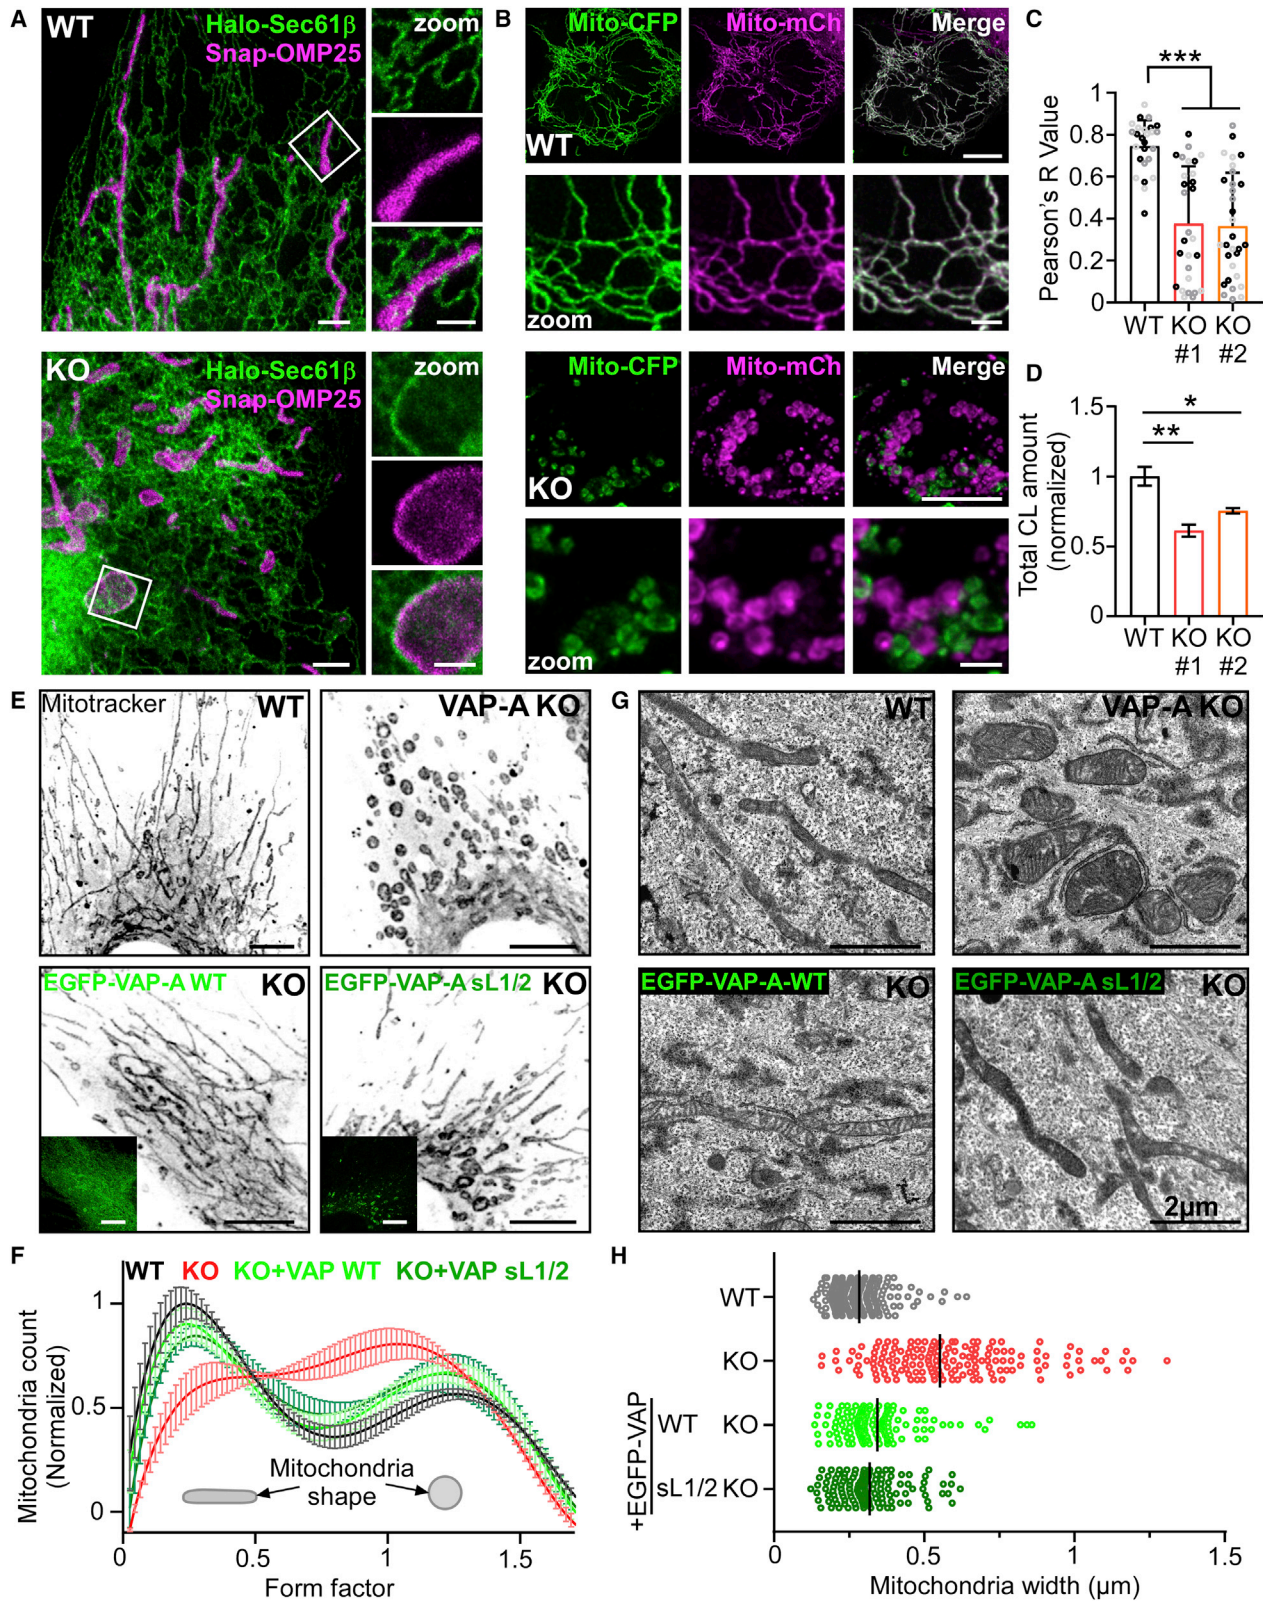 A
WT
Halo-Sec61β
Snap-OMP25
zoom
KO
Halo-Sec61β
Snap-OMP25
zoom
B
Mito-CFP
Mito-mCh
Merge
WT
zoom
Mito-CFP
Mito-mCh
Merge
KO
zoom
C
***
Pearson's R Value
1
0.8
0.6
0.4
0.2
0
WT
KO
#1
KO
#2
D
*
**
Total CL amount
(normalized)
1.5
1
0.5
0
WT
KO
#1
KO
#2
E
Mitotracker
WT
VAP-A KO
EGFP-VAP-A WT
KO
EGFP-VAP-A sL1/2
KO
G
WT
VAP-A KO
EGFP-VAP-A-WT
KO
EGFP-VAP-A sL1/2
KO
2µm
F
WT KO KO+VAP WT KO+VAP sL1/2
Mitochondria count
(Normalized)
1
0.5
0
Mitochondria
shape
0 0.5 1 1.5
Form factor
H
WT
KO
+EGFP-VAP
WT KO
sL1/2 KO
0 0.5 1 1.5
Mitochondria width (µm)